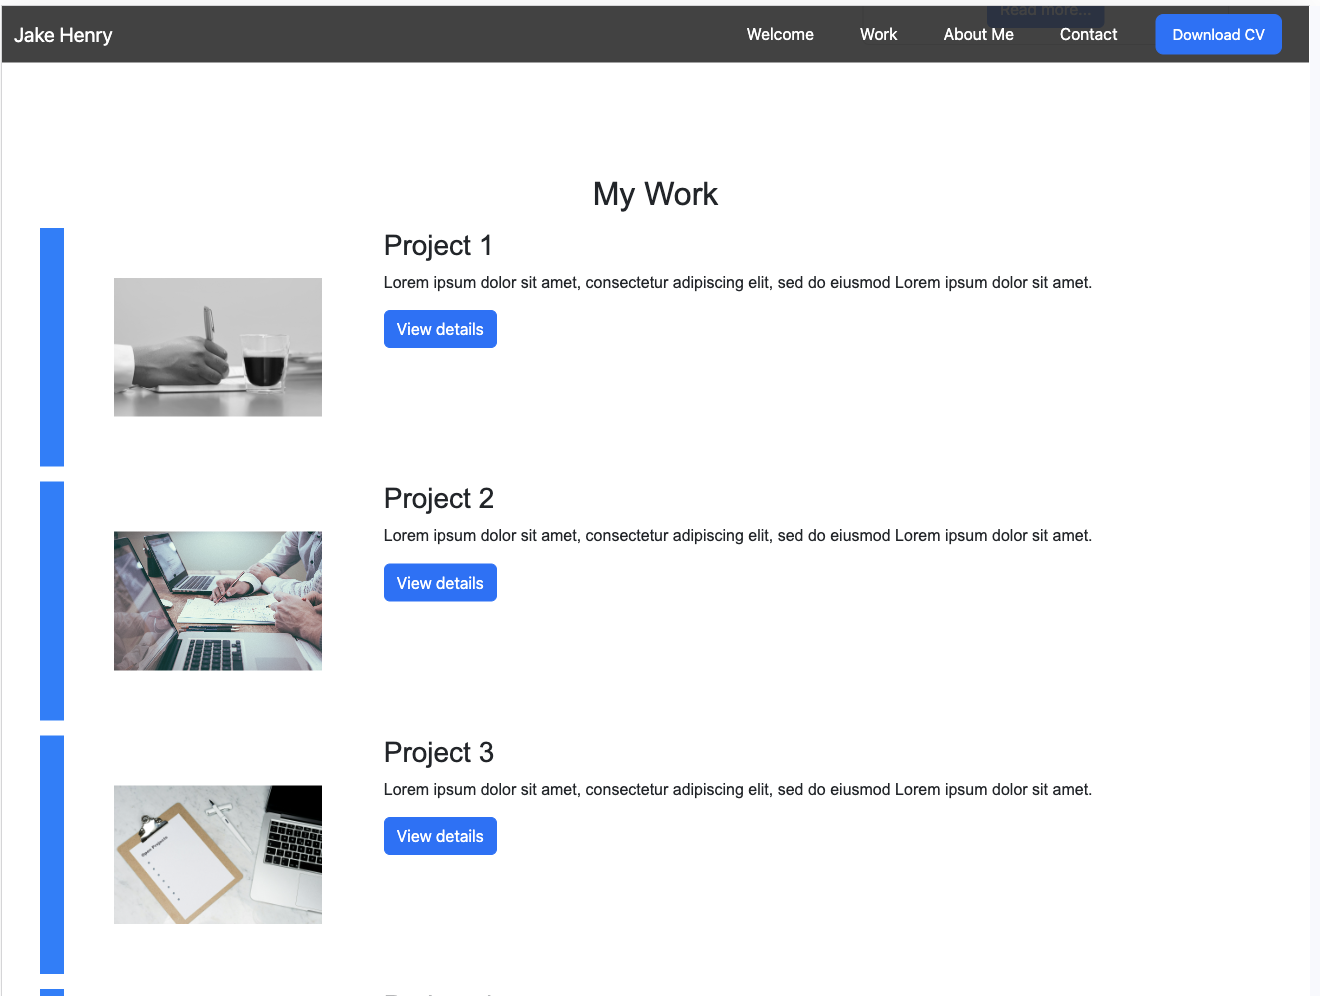 Read more...
Jake Henry
Welcome
Work
About Me
Contact
Download CV
My Work
Project 1
Lorem ipsum dolor sit amet, consectetur adipiscing elit, sed do eiusmod Lorem ipsum dolor sit amet.
View details
Project 2
Lorem ipsum dolor sit amet, consectetur adipiscing elit, sed do eiusmod Lorem ipsum dolor sit amet.
View details
Project 3
Lorem ipsum dolor sit amet, consectetur adipiscing elit, sed do eiusmod Lorem ipsum dolor sit amet.
Open Projects
View details